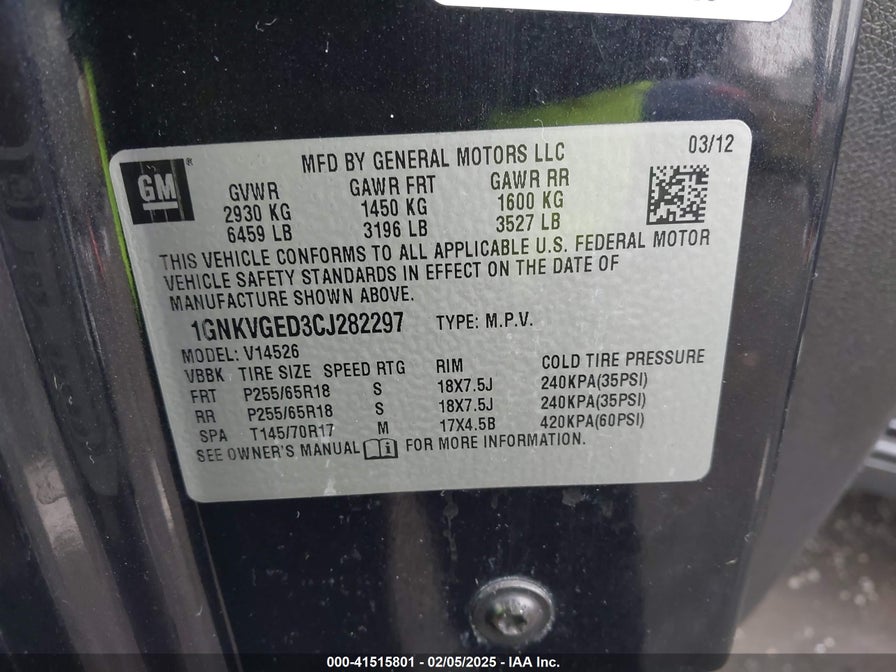 03/12
MFD BY GENERAL MOTORS LLC
GM®
GVWR GAWR FRT GAWR RR
2930 KG 1450 KG 1600 KG
6459 LB 3196 LB 3527 LB
THIS VEHICLE CONFORMS TO ALL APPLICABLE U.S. FEDERAL MOTOR
VEHICLE SAFETY STANDARDS IN EFFECT ON THE DATE OF
MANUFACTURE SHOWN ABOVE.
1GNKVGED3CJ282297 TYPE: M.P.V.
MODEL: V14526
VBBK TIRE SIZE SPEED RTG RIM COLD TIRE PRESSURE
FRT P255/65R18 S 18X7.5J 240KPA(35PSI)
RR P255/65R18 S 18X7.5J 240KPA(35PSI)
SPA T145/70R17 M 17X4.5B 420KPA(60PSI)
SEE OWNER'S MANUAL i FOR MORE INFORMATION.
000-41515801 - 02/05/2025 - IAA Inc.